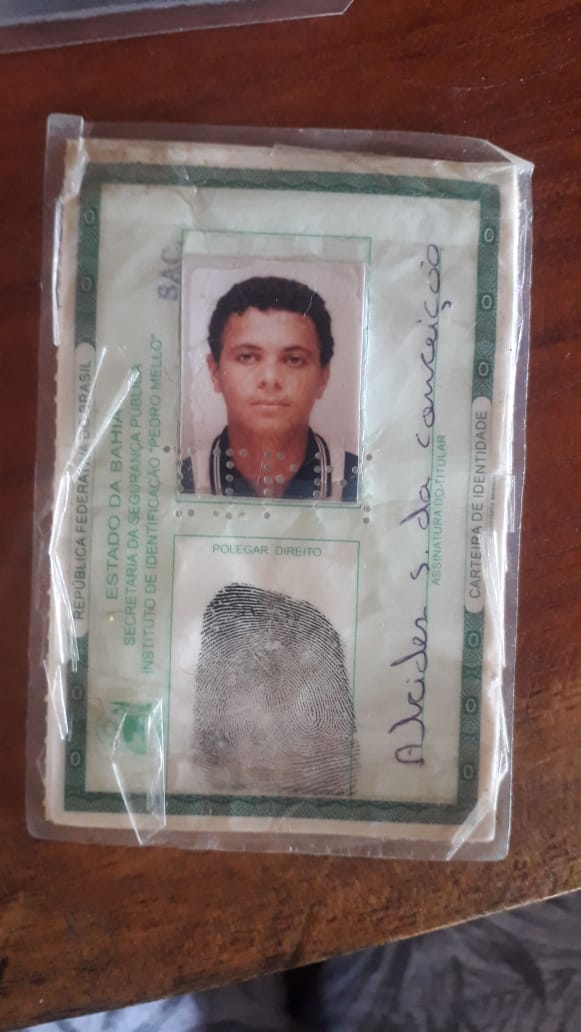 REPÚBLICA FEDERATIVA DO BRASIL
ESTADO DA BAHIA
SECRETARIA DA SEGURANÇA PÚBLICA
INSTITUTO DE IDENTIFICAÇÃO "PEDRO MELLO"
SAC
POLEGAR DIREITO
Alcides S. da Conceição
ASSINATURA DO TITULAR
CARTEIRA DE IDENTIDADE